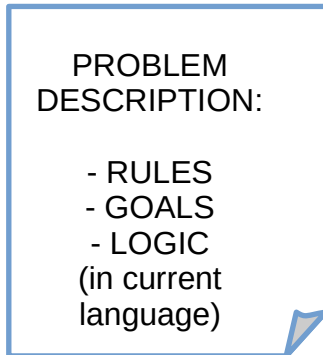 PROBLEM
DESCRIPTION:
- RULES
- GOALS
- LOGIC
(in current
language)